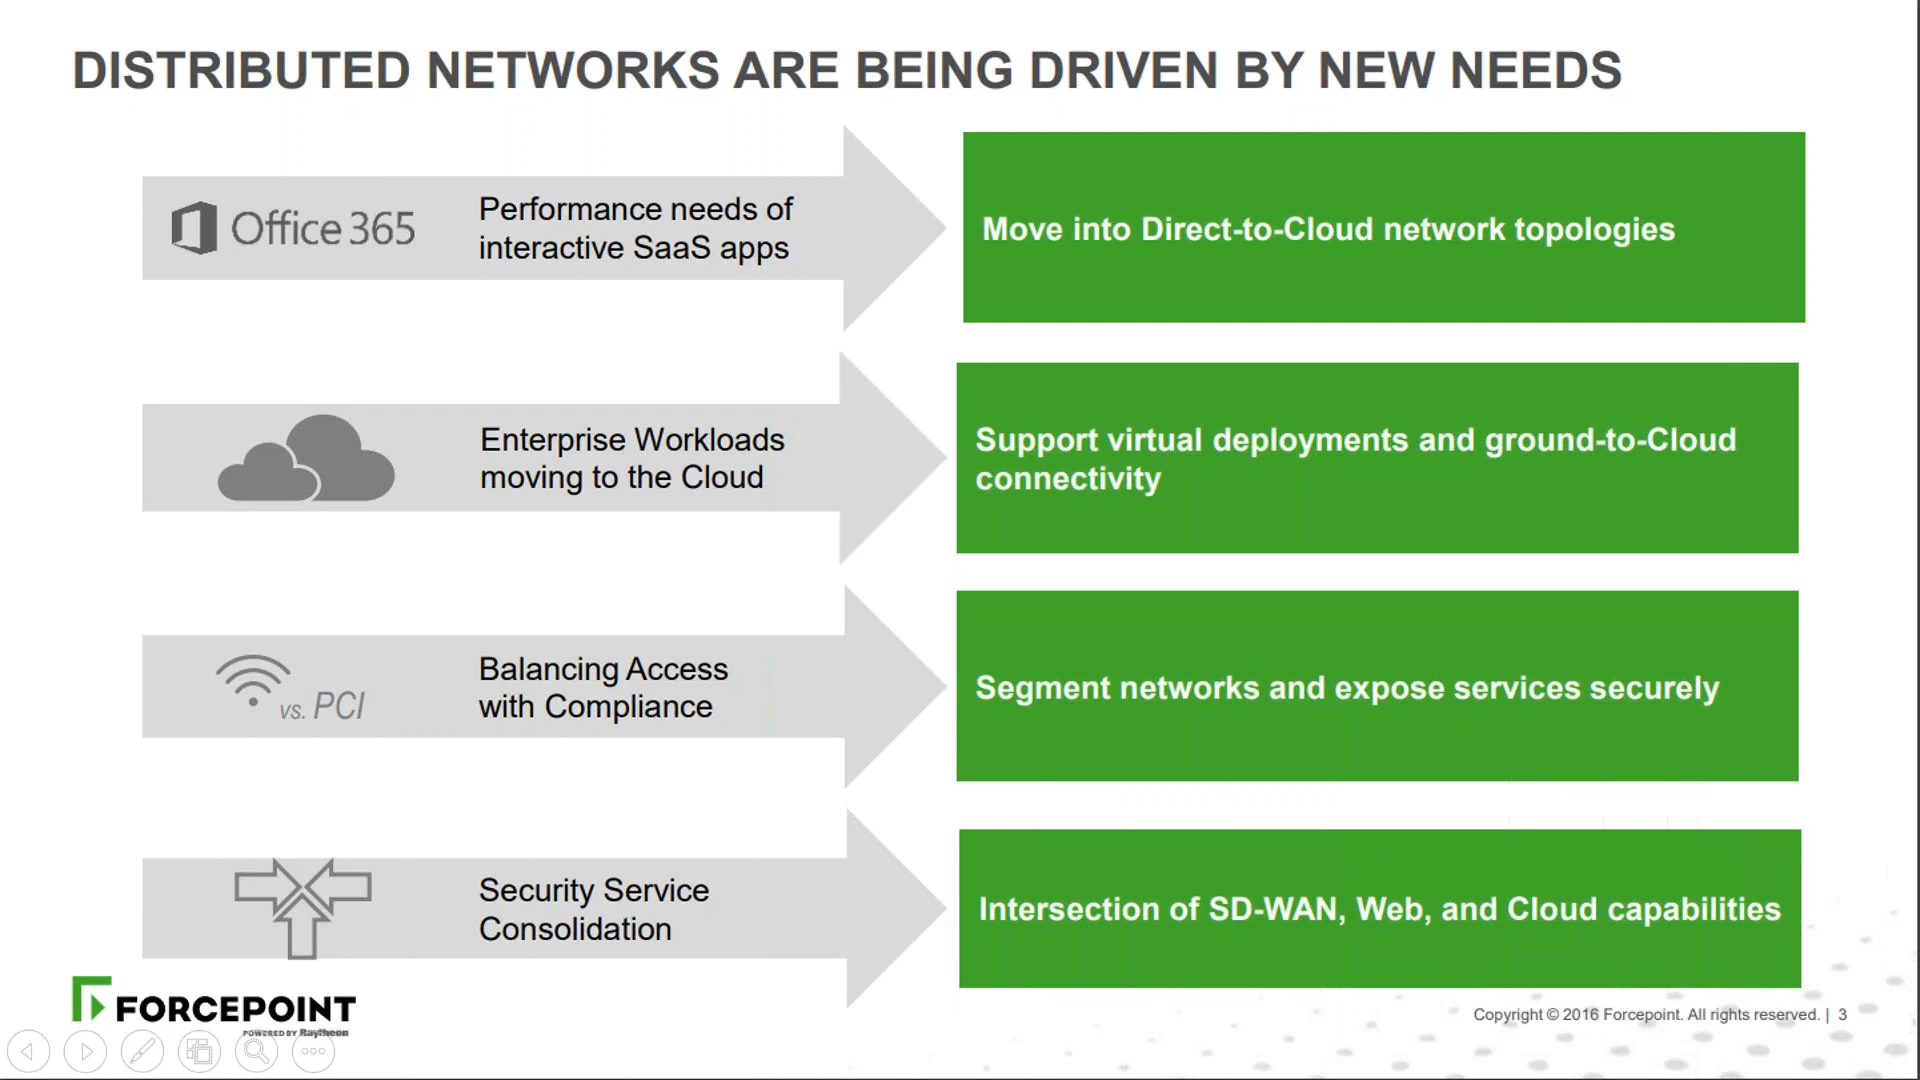 DISTRIBUTED NETWORKS ARE BEING DRIVEN BY NEW NEEDS
Office 365
Performance needs of
interactive SaaS apps
Move into Direct-to-Cloud network topologies
Enterprise Workloads
moving to the Cloud
Support virtual deployments and ground-to-Cloud
connectivity
vs. PCI
Balancing Access
with Compliance
Segment networks and expose services securely
Security Service
Consolidation
Intersection of SD-WAN, Web, and Cloud capabilities
FORCEPOINT
POWERED BY Raytheon
Copyright © 2016 Forcepoint. All rights reserved. | 3